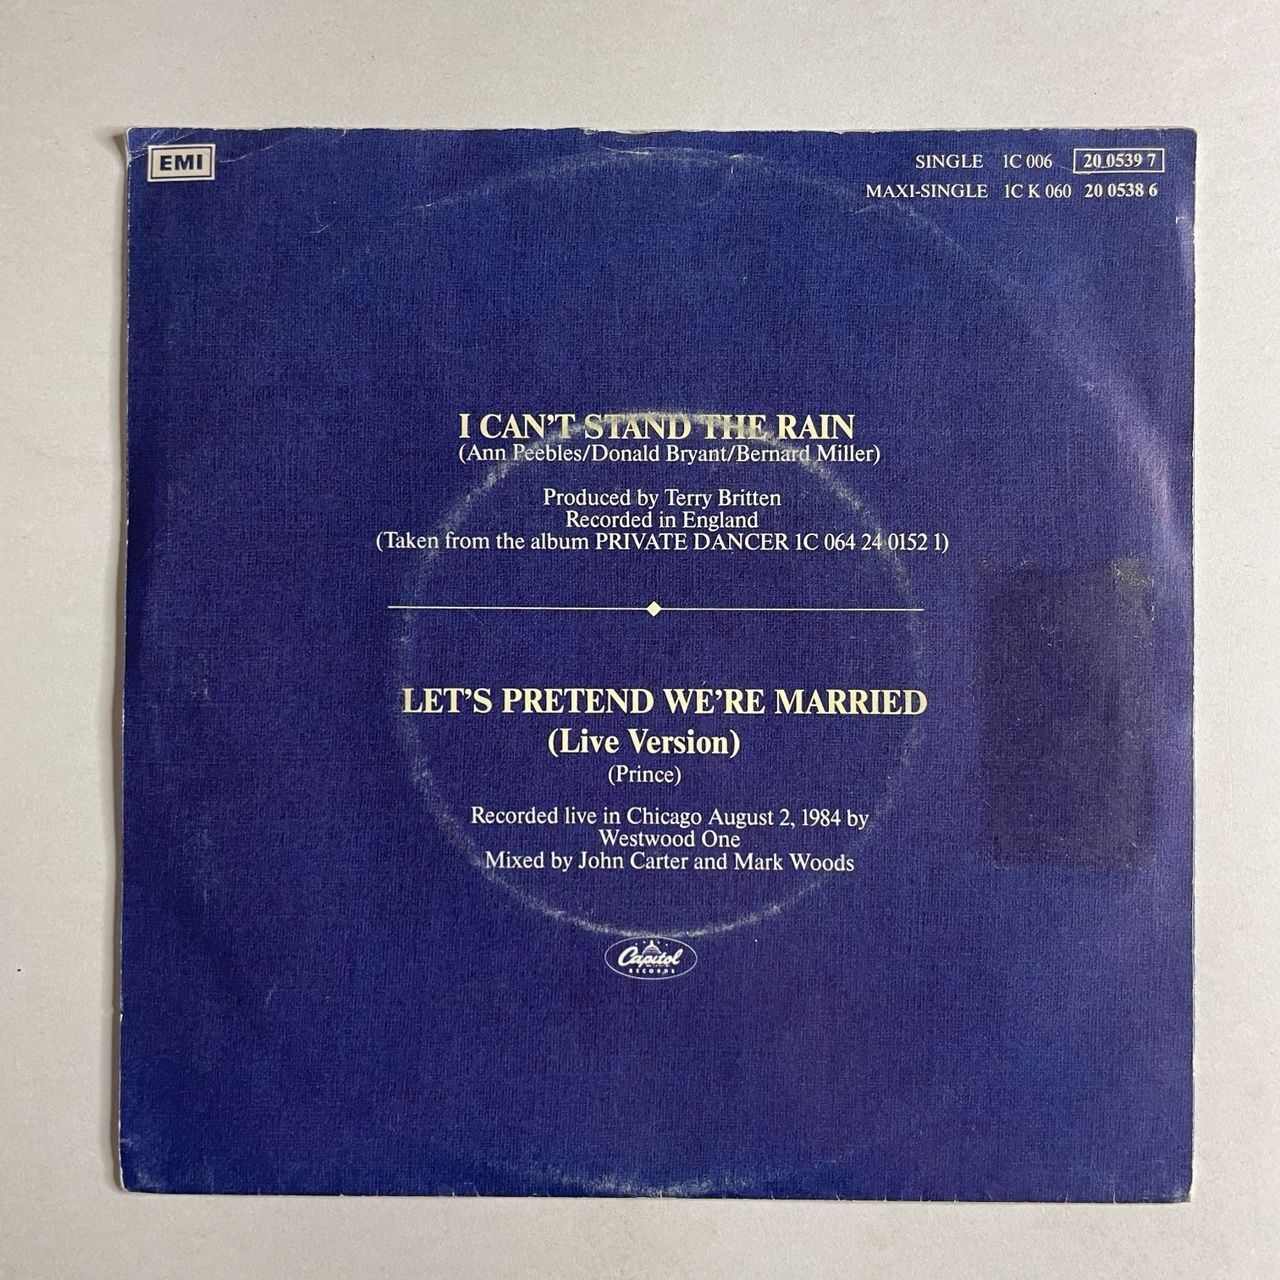 EMI
SINGLE 1C 006 20 0539 7
MAXI-SINGLE 1C K 060 20 0538 6
I CAN'T STAND THE RAIN
(Ann Peebles/Donald Bryant/Bernard Miller)
Produced by Terry Britten
Recorded in England
(Taken from the album PRIVATE DANCER 1C 064 24 0152 1)
LET'S PRETEND WE'RE MARRIED
(Live Version)
(Prince)
Recorded live in Chicago August 2, 1984 by
Westwood One
Mixed by John Carter and Mark Woods
Capitol
RECORDS